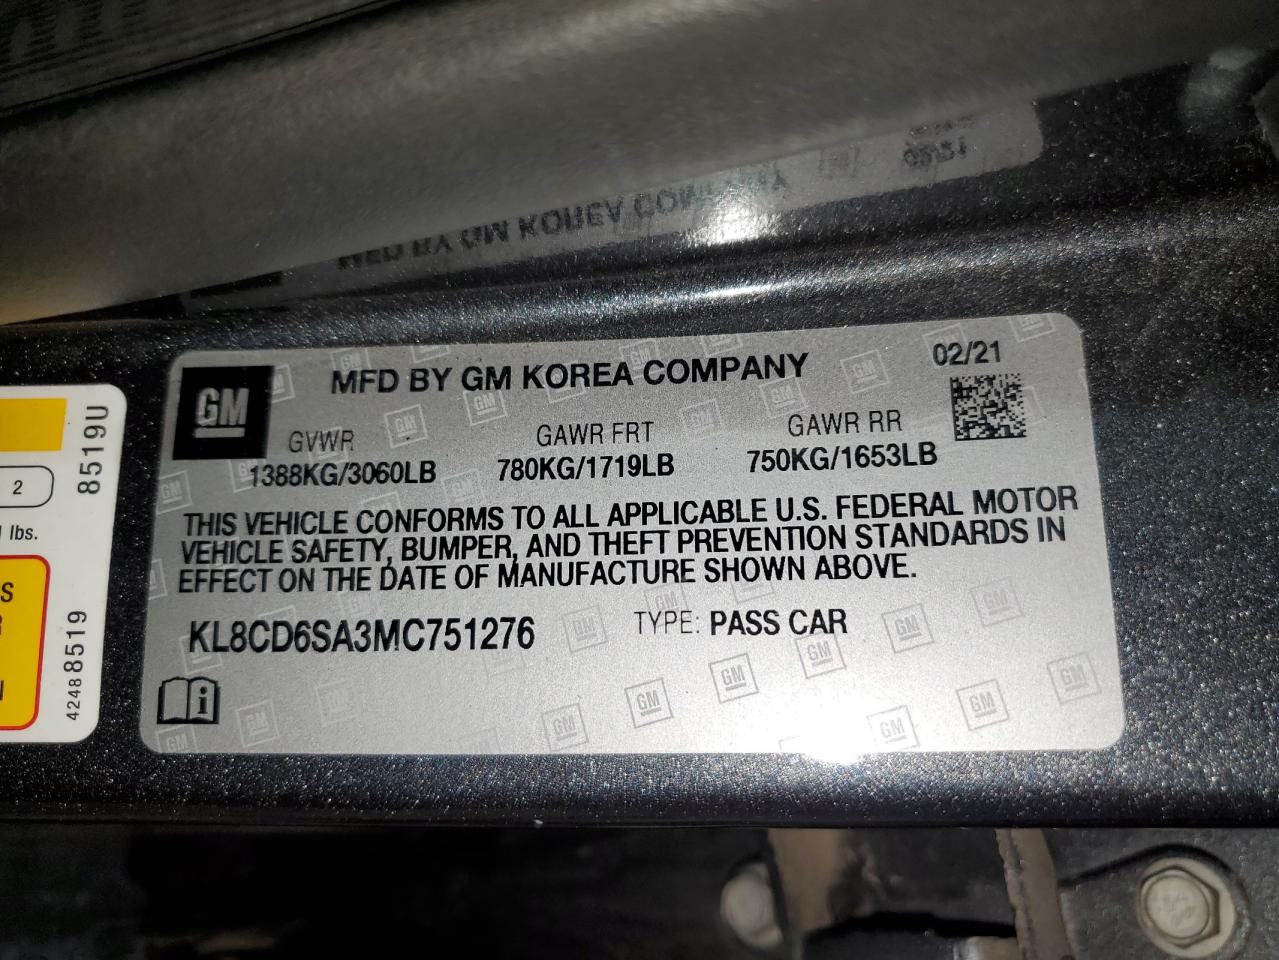 MFD BY GM KOREA COMPANY
02/21
GM
GVWR
GAWR FRT
GAWR RR
1388KG/3060LB
780KG/1719LB
750KG/1653LB
THIS VEHICLE CONFORMS TO ALL APPLICABLE U.S. FEDERAL MOTOR
VEHICLE SAFETY, BUMPER, AND THEFT PREVENTION STANDARDS IN
EFFECT ON THE DATE OF MANUFACTURE SHOWN ABOVE.
KL8CD6SA3MC751276
TYPE: PASS CAR
8519U
2
lbs.
42488519